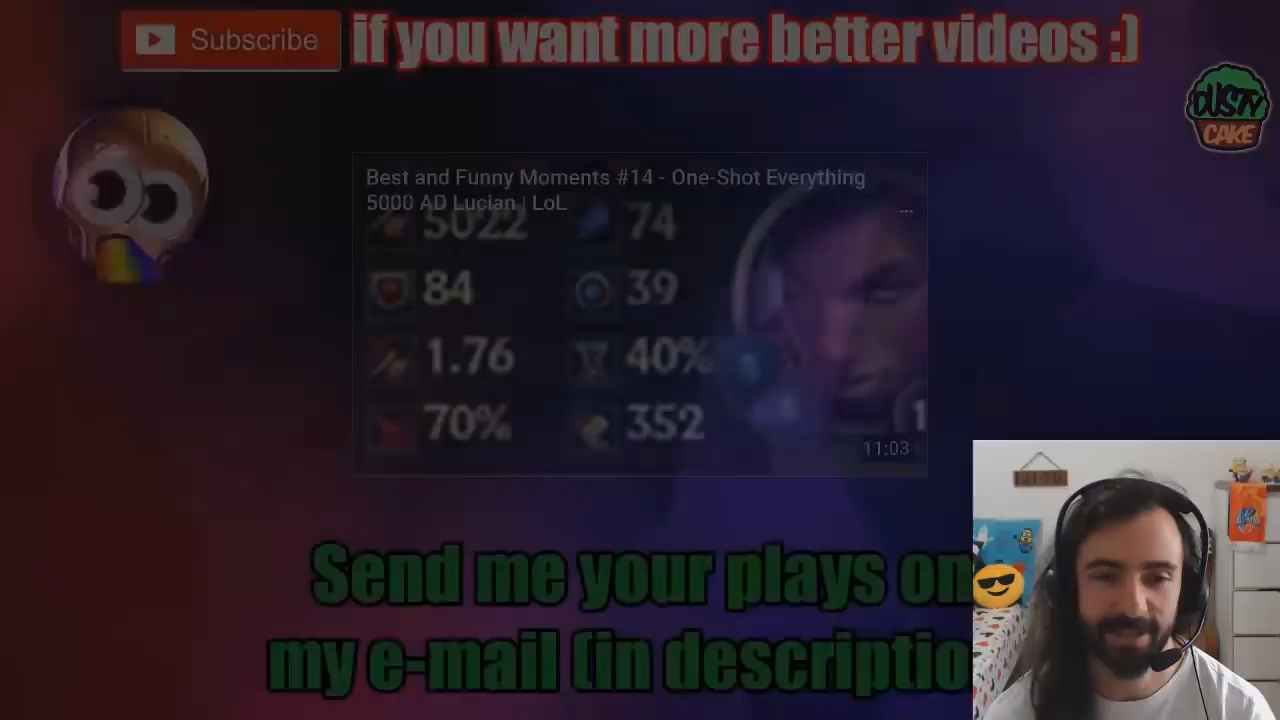 Subscribe if you want more better videos :)
DUSTY
CAKE
Best and Funny Moments #14 - One-Shot Everything
5000 AD Lucian | LoL
5022 74
84 39
1.76 40%
70% 352
11:03
Send me your plays on
my e-mail (in descriptio